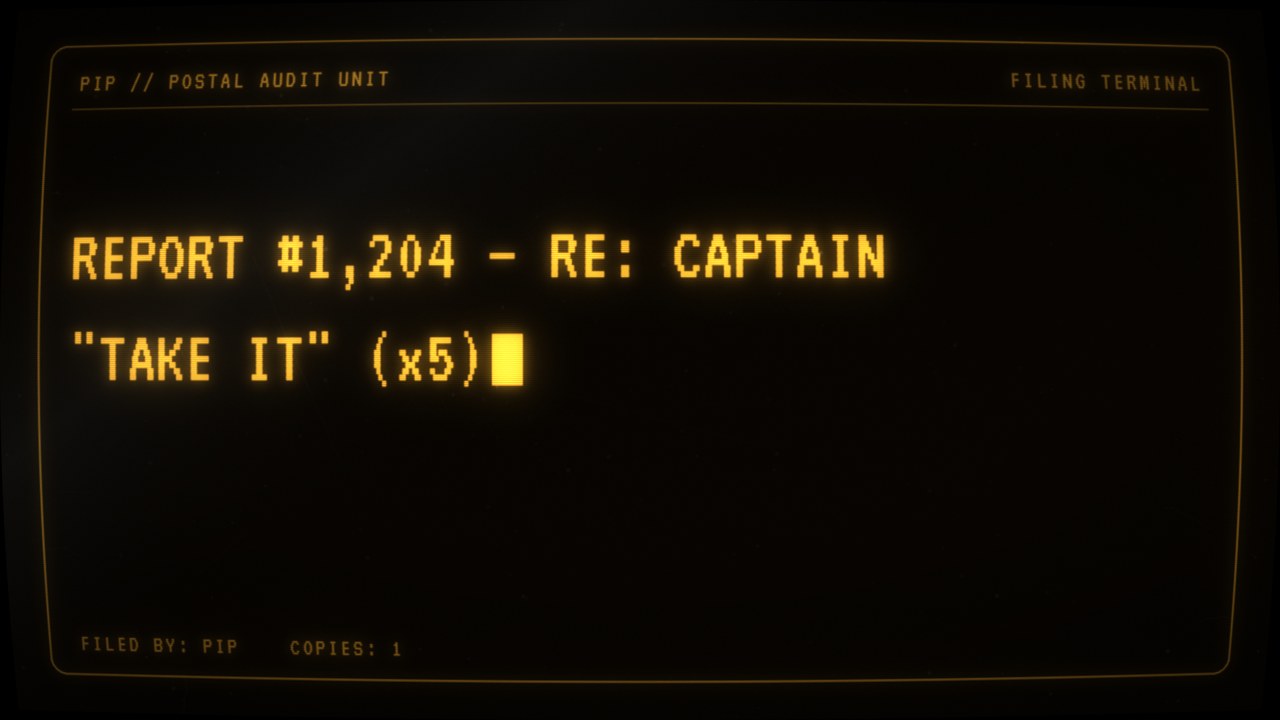 PIP // POSTAL AUDIT UNIT
FILING TERMINAL
REPORT #1,204 – RE: CAPTAIN
"TAKE IT" (x5)
FILED BY: PIP
COPIES: 1